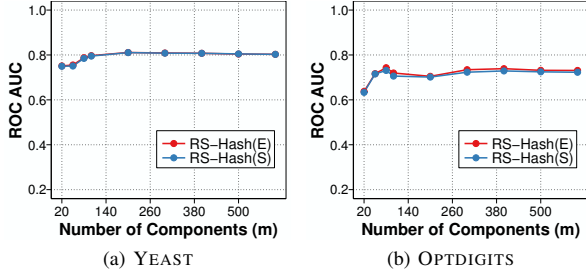 1.0
0.8
0.6
0.4
0.2
ROC AUC
RS-Hash(E)
RS-Hash(S)
20 140 260 380 500
Number of Components (m)
(a) YEAST
1.0
0.8
0.6
0.4
0.2
ROC AUC
RS-Hash(E)
RS-Hash(S)
20 140 260 380 500
Number of Components (m)
(b) OPTDIGITS